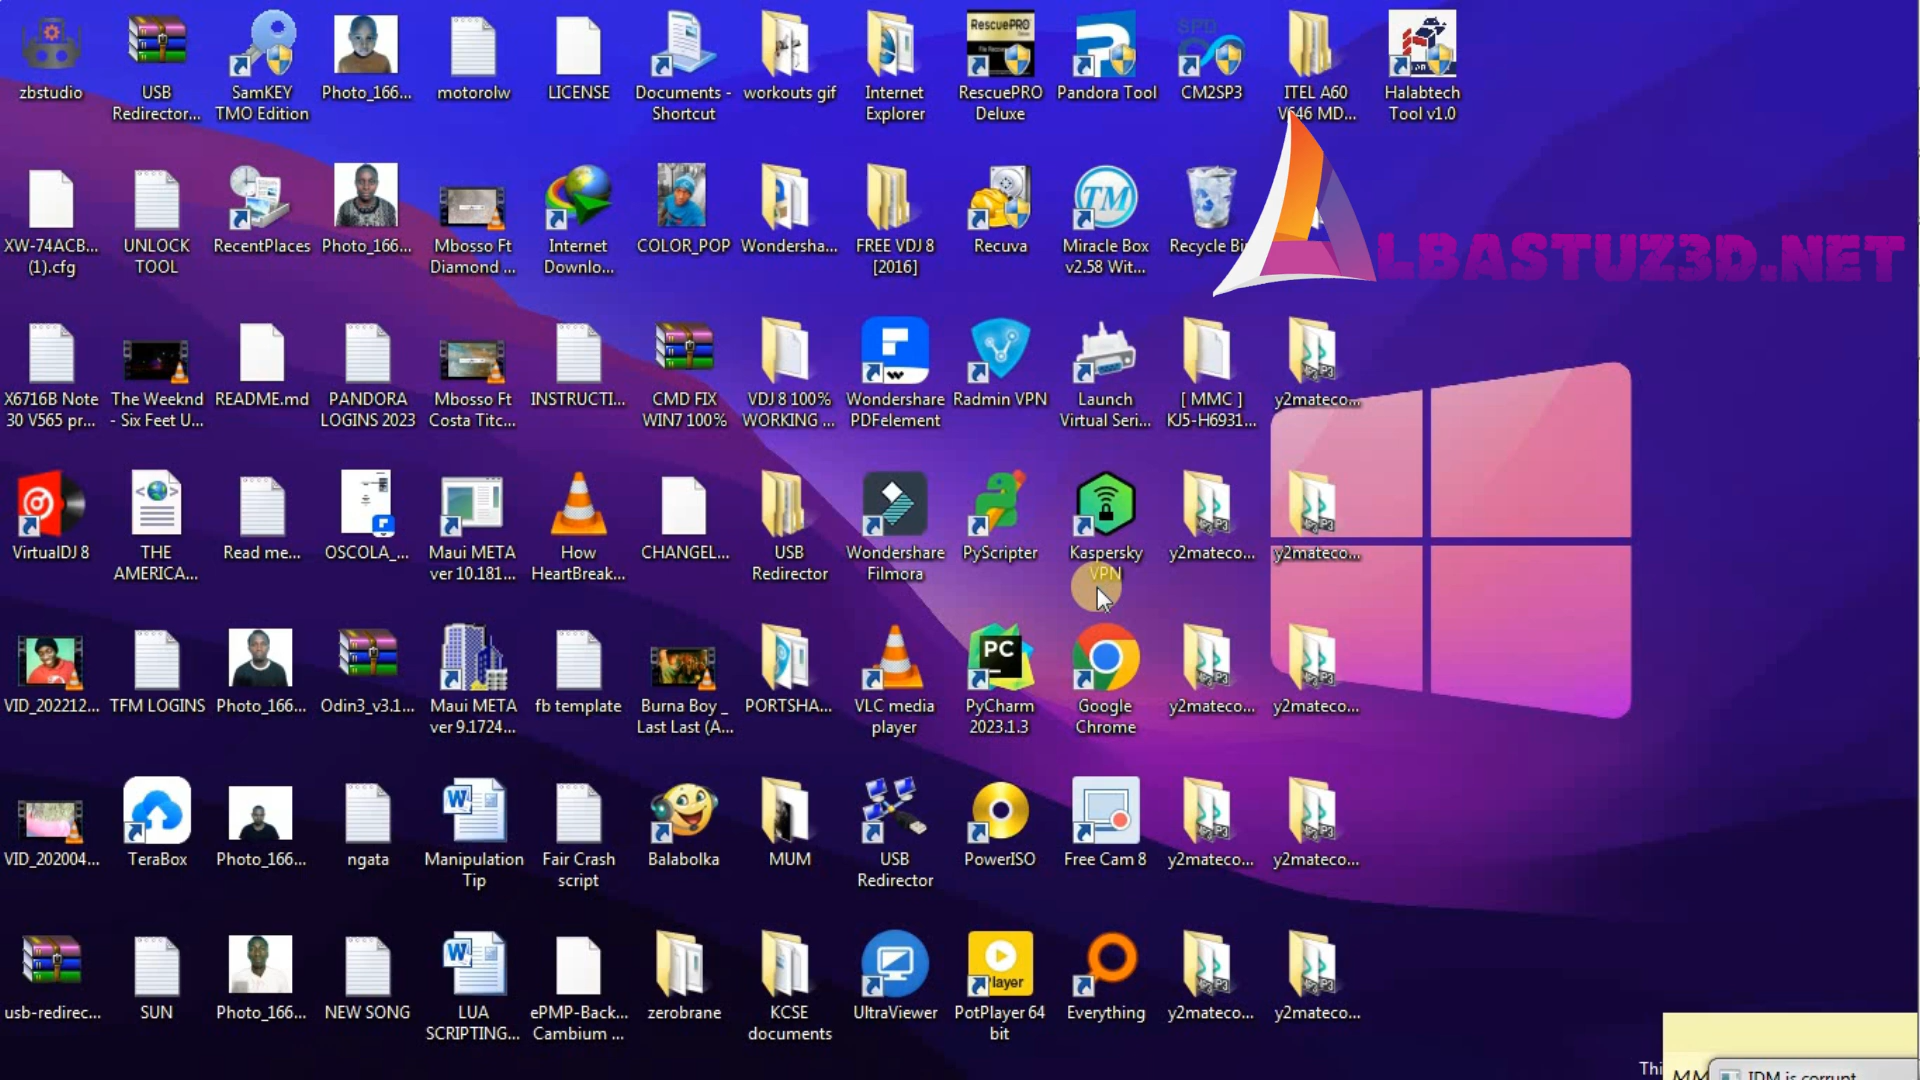 zbstudio
USB
Redirector...
SamKEY
TMO Edition
Photo_166...
motorolw
LICENSE
Documents -
Shortcut
workouts gif
Internet
Explorer
RescuePRO
Deluxe
Pandora Tool
CM2SP3
ITEL A60
V646 MD...
Halabtech
Tool v1.0
XW-74ACB...
(1).cfg
UNLOCK
TOOL
RecentPlaces
Photo_166...
Mbosso Ft
Diamond ...
Internet
Downlo...
COLOR_POP
Wondersha...
FREE VDJ 8
[2016]
Recuva
TM
Miracle Box
v2.58 Wit...
Recycle Bi
LBASTUZ3D.NET
X6716B Note
30 V565 pr...
The Weeknd
- Six Feet U...
README.md
PANDORA
LOGINS 2023
Mbosso Ft
Costa Titc...
INSTRUCTI...
CMD FIX
WIN7 100%
VDJ 8 100%
WORKING ...
Wondershare
PDFelement
Radmin VPN
Launch
Virtual Seri...
[ MMC ]
KJ5-H6931...
y2mateco...
VirtualDJ 8
THE
AMERICA...
Read me...
OSCOLA_...
Maui META
ver 10.181...
How
HeartBreak...
CHANGEL...
USB
Redirector
Wondershare
Filmora
PyScripter
Kaspersky
VPN
y2mateco...
y2mateco...
VID_202212...
TFM LOGINS
Photo_166...
Odin3_v3.1...
Maui META
ver 9.1724...
fb template
Burna Boy _
Last Last (A...
PORTSHA...
VLC media
player
PC
PyCharm
2023.1.3
Google
Chrome
y2mateco...
y2mateco...
VID_202004...
TeraBox
Photo_166...
ngata
Manipulation
Tip
Fair Crash
script
Balabolka
MUM
USB
Redirector
PowerISO
Free Cam 8
y2mateco...
y2mateco...
usb-redirec...
SUN
Photo_166...
NEW SONG
LUA
SCRIPTING...
ePMP-Back...
Cambium ...
zerobrane
KCSE
documents
UltraViewer
PotPlayer 64
bit
Everything
y2mateco...
y2mateco...
Thi
MM
IDM is corrupt